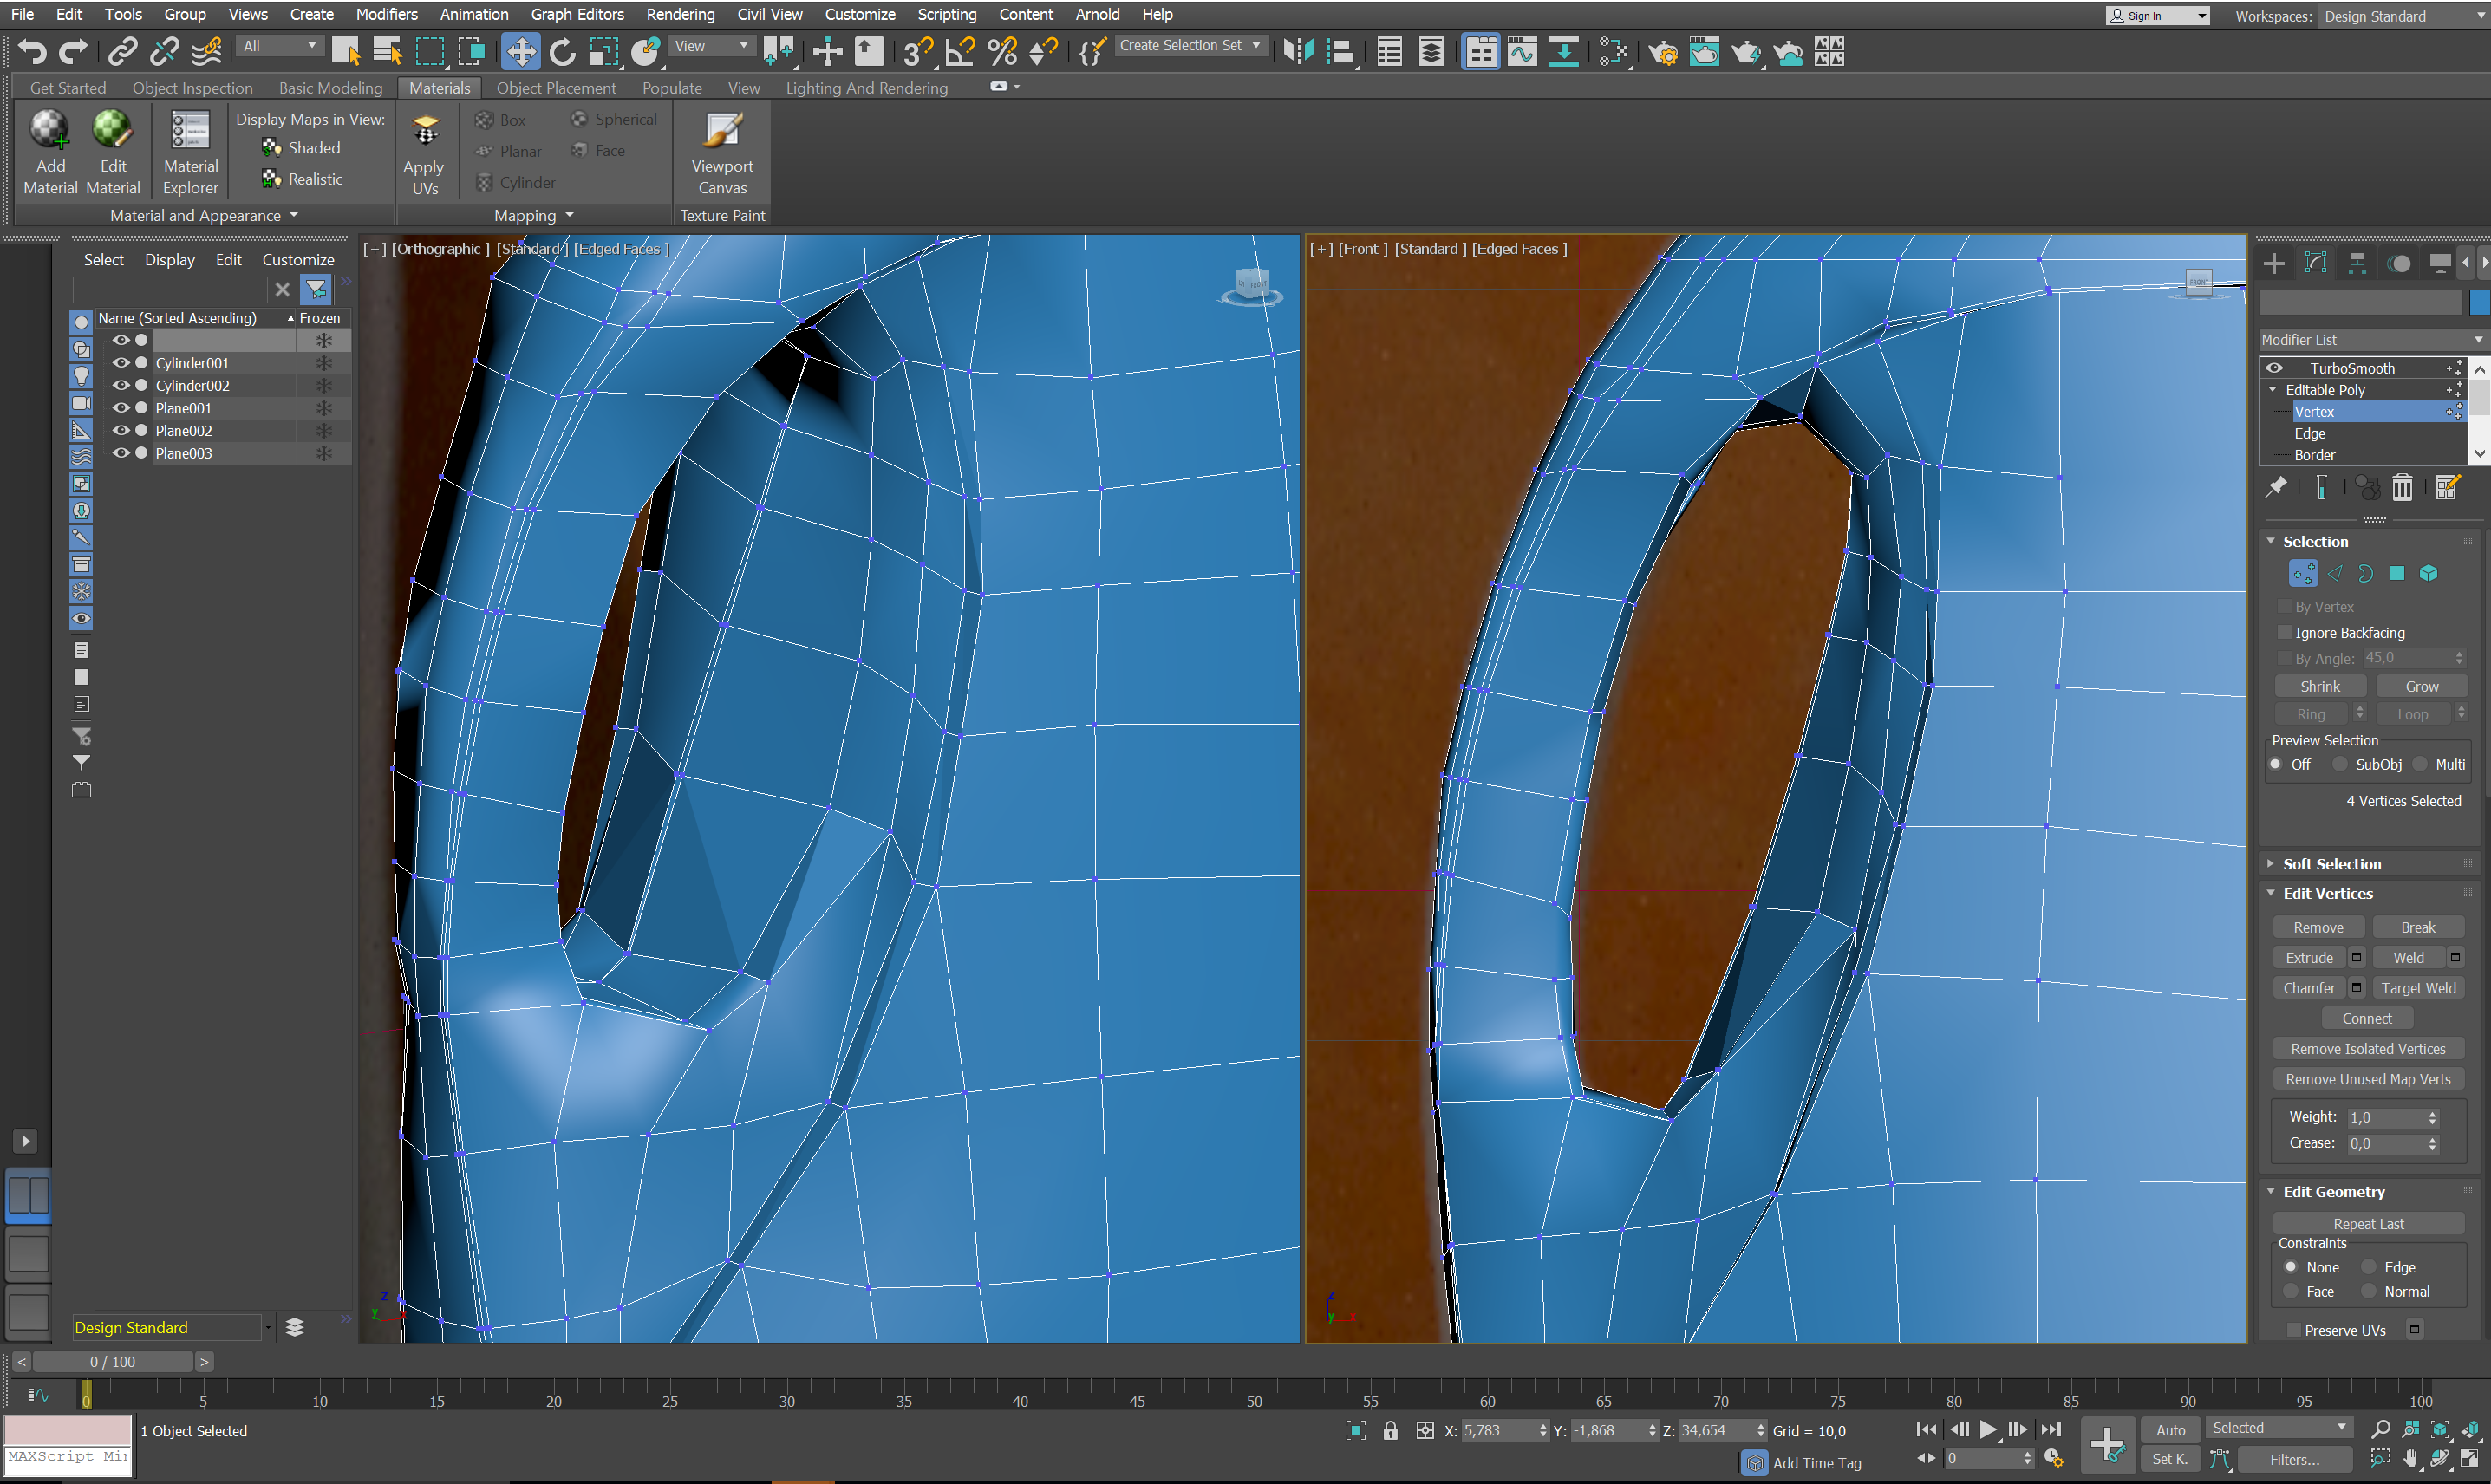 File Edit Tools Group Views Create Modifiers Animation Graph Editors Rendering Civil View Customize Scripting Content Arnold Help
Sign In
Workspaces: Design Standard
All
View
Create Selection Set
Get Started Object Inspection Basic Modeling Materials Object Placement Populate View Lighting And Rendering
Add Material
Edit Material
Material Explorer
Display Maps in View:
Shaded
Realistic
Apply UVs
Box
Planar
Cylinder
Spherical
Face
Viewport Canvas
Material and Appearance
Mapping
Texture Paint
Select Display Edit Customize
Name (Sorted Ascending) Frozen
Cylinder001
Cylinder002
Plane001
Plane002
Plane003
Design Standard
[+] [Orthographic ] [Standard ] [Edged Faces ]
[+] [Front ] [Standard ] [Edged Faces ]
FRONT
FRONT
z
y
x
z
y
x
Modifier List
TurboSmooth
Editable Poly
Vertex
Edge
Border
Selection
By Vertex
Ignore Backfacing
By Angle: 45,0
Shrink Grow
Ring Loop
Preview Selection
Off SubObj Multi
4 Vertices Selected
Soft Selection
Edit Vertices
Remove Break
Extrude Weld
Chamfer Target Weld
Connect
Remove Isolated Vertices
Remove Unused Map Verts
Weight: 1,0
Crease: 0,0
Edit Geometry
Repeat Last
Constraints
None Edge
Face Normal
Preserve UVs
< 0 / 100 >
0 5 10 15 20 25 30 35 40 45 50 55 60 65 70 75 80 85 90 95 100
1 Object Selected
MAXScript Mi
X: 5,783 Y: -1,868 Z: 34,654 Grid = 10,0
Add Time Tag
0
Auto Selected
Set K. Filters...